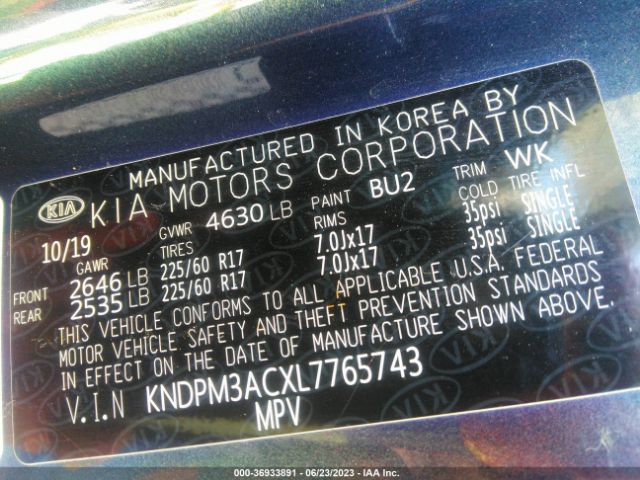 MANUFACTURED IN KOREA BY
KIA KIA MOTORS CORPORATION
10/19 GVWR 4630 LB PAINT BU2 TRIM WK
GAWR TIRES RIMS COLD TIRE INFL
FRONT 2646 LB 225/60 R17 7.0Jx17 35psi SINGLE
REAR 2535 LB 225/60 R17 7.0Jx17 35psi SINGLE
THIS VEHICLE CONFORMS TO ALL APPLICABLE U.S.A. FEDERAL
MOTOR VEHICLE SAFETY AND THEFT PREVENTION STANDARDS
IN EFFECT ON THE DATE OF MANUFACTURE SHOWN ABOVE.
V.I.N KNDPM3ACXL7765743
MPV
000-36933891 - 06/23/2023 - IAA Inc.